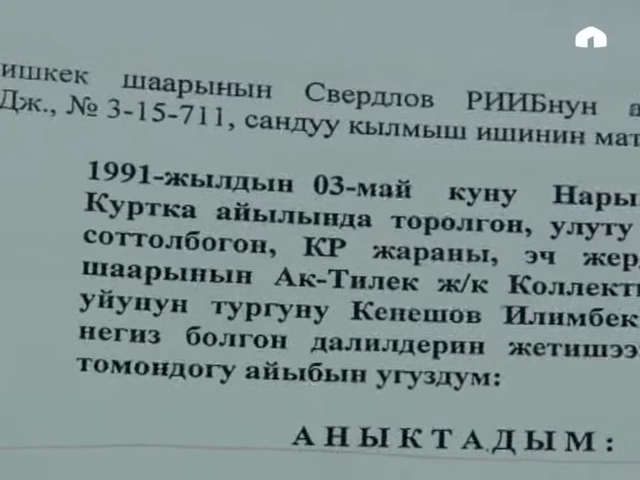 ишкек шаарынын Свердлов РИИБнун
Дж., № 3-15-711, сандуу кылмыш ишинин мат
1991-жылдын 03-май куну Нары
Куртка айылында торолгон, улуту
соттолбогон, КР жараны, эч жер
шаарынын Ак-Тилек ж/к Коллект
уйунун тургуну Кенешов Илимбек
негиз болгон далилдерин жетишээ
томондогу айыбын угуздум:
А Н Ы К Т А Д Ы М :